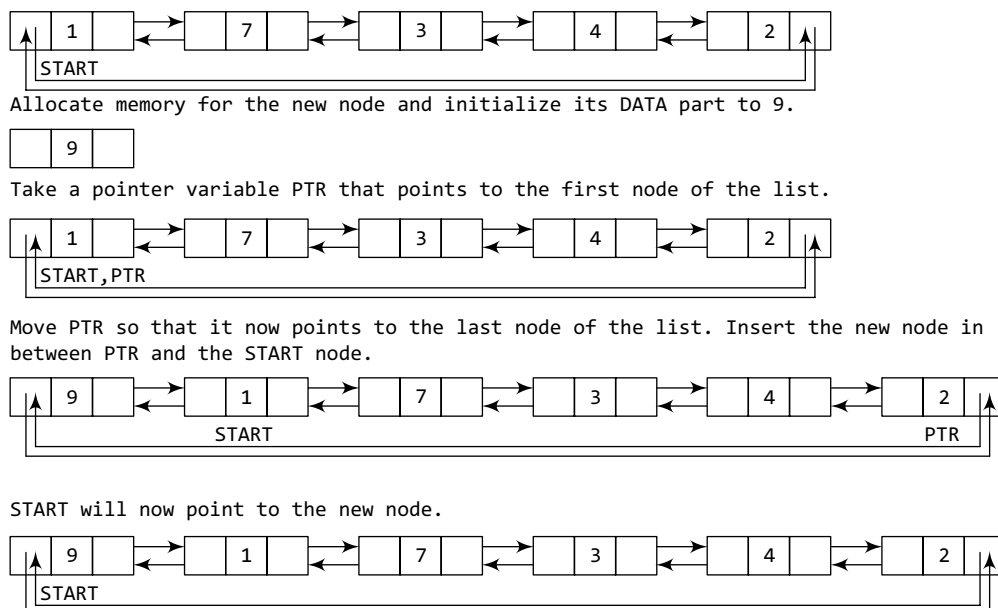 1 7 3 4 2
START
Allocate memory for the new node and initialize its DATA part to 9.
9
Take a pointer variable PTR that points to the first node of the list.
1 7 3 4 2
START,PTR
Move PTR so that it now points to the last node of the list. Insert the new node in
between PTR and the START node.
9 1 7 3 4 2
START PTR
START will now point to the new node.
9 1 7 3 4 2
START